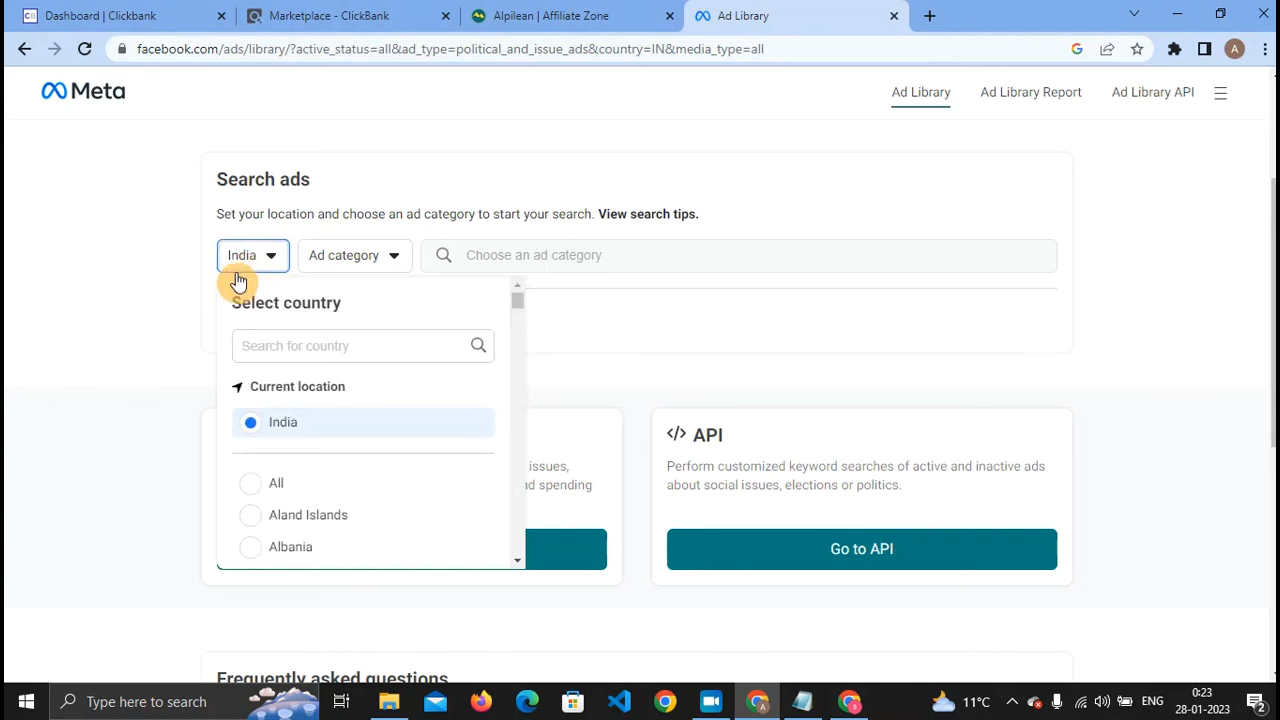 Dashboard | Clickbank
Marketplace - ClickBank
Alpilean | Affiliate Zone
Ad Library
facebook.com/ads/library/?active_status=all&ad_type=political_and_issue_ads&country=IN&media_type=all
A
Meta
Ad Library
Ad Library Report
Ad Library API
Search ads
Set your location and choose an ad category to start your search. View search tips.
India
Ad category
Choose an ad category
Select country
Search for country
Current location
India
All
Aland Islands
Albania
issues,
d spending
</> API
Perform customized keyword searches of active and inactive ads
about social issues, elections or politics.
Go to API
Frequently asked questions
Type here to search
11°C
ENG
0:23
28-01-2023
2